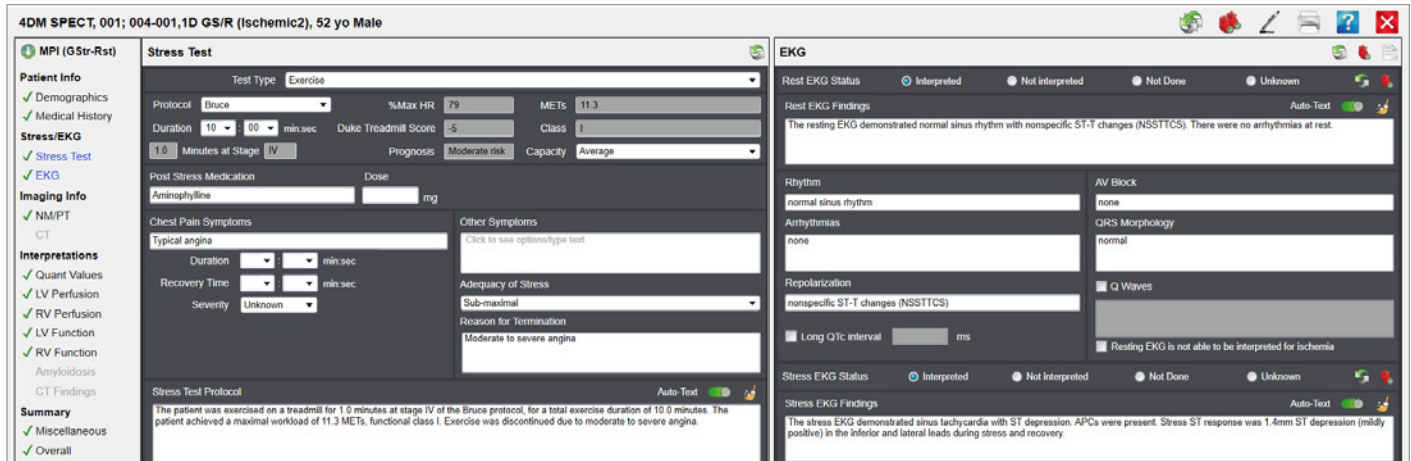 4DM SPECT, 001; 004-001,1D GS/R (Ischemic2), 52 yo Male
MPI (GStr-Rst)
Patient Info
Demographics
Medical History
Stress/EKG
Stress Test
EKG
Imaging Info
NM/PT
CT
Interpretations
Quant Values
LV Perfusion
RV Perfusion
LV Function
RV Function
Amyloidosis
CT Findings
Summary
Miscellaneous
Overall
Stress Test
Test Type Exercise
Protocol Bruce %Max HR 79 METs 11.3
Duration 10 : 00 min:sec Duke Treadmill Score -5 Class I
1.0 Minutes at Stage IV Prognosis Moderate risk Capacity Average
Post Stress Medication Dose
Aminophylline mg
Chest Pain Symptoms
Typical angina
Duration : min:sec
Recovery Time : min:sec
Severity Unknown
Other Symptoms
Click to see options/type text
Adequacy of Stress
Sub-maximal
Reason for Termination
Moderate to severe angina
Stress Test Protocol Auto-Text
The patient was exercised on a treadmill for 1.0 minutes at stage IV of the Bruce protocol, for a total exercise duration of 10.0 minutes. The
patient achieved a maximal workload of 11.3 METs, functional class I. Exercise was discontinued due to moderate to severe angina.
EKG
Rest EKG Status Interpreted Not interpreted Not Done Unknown
Rest EKG Findings Auto-Text
The resting EKG demonstrated normal sinus rhythm with nonspecific ST-T changes (NSSTTCS). There were no arrhythmias at rest.
Rhythm
normal sinus rhythm
AV Block
none
Arrhythmias
none
QRS Morphology
normal
Repolarization
nonspecific ST-T changes (NSSTTCS)
Q Waves
Long QTc interval ms
Resting EKG is not able to be interpreted for ischemia
Stress EKG Status Interpreted Not Interpreted Not Done Unknown
Stress EKG Findings Auto-Text
The stress EKG demonstrated sinus tachycardia with ST depression. APCs were present. Stress ST response was 1.4mm ST depression (mildly
positive) in the inferior and lateral leads during stress and recovery.